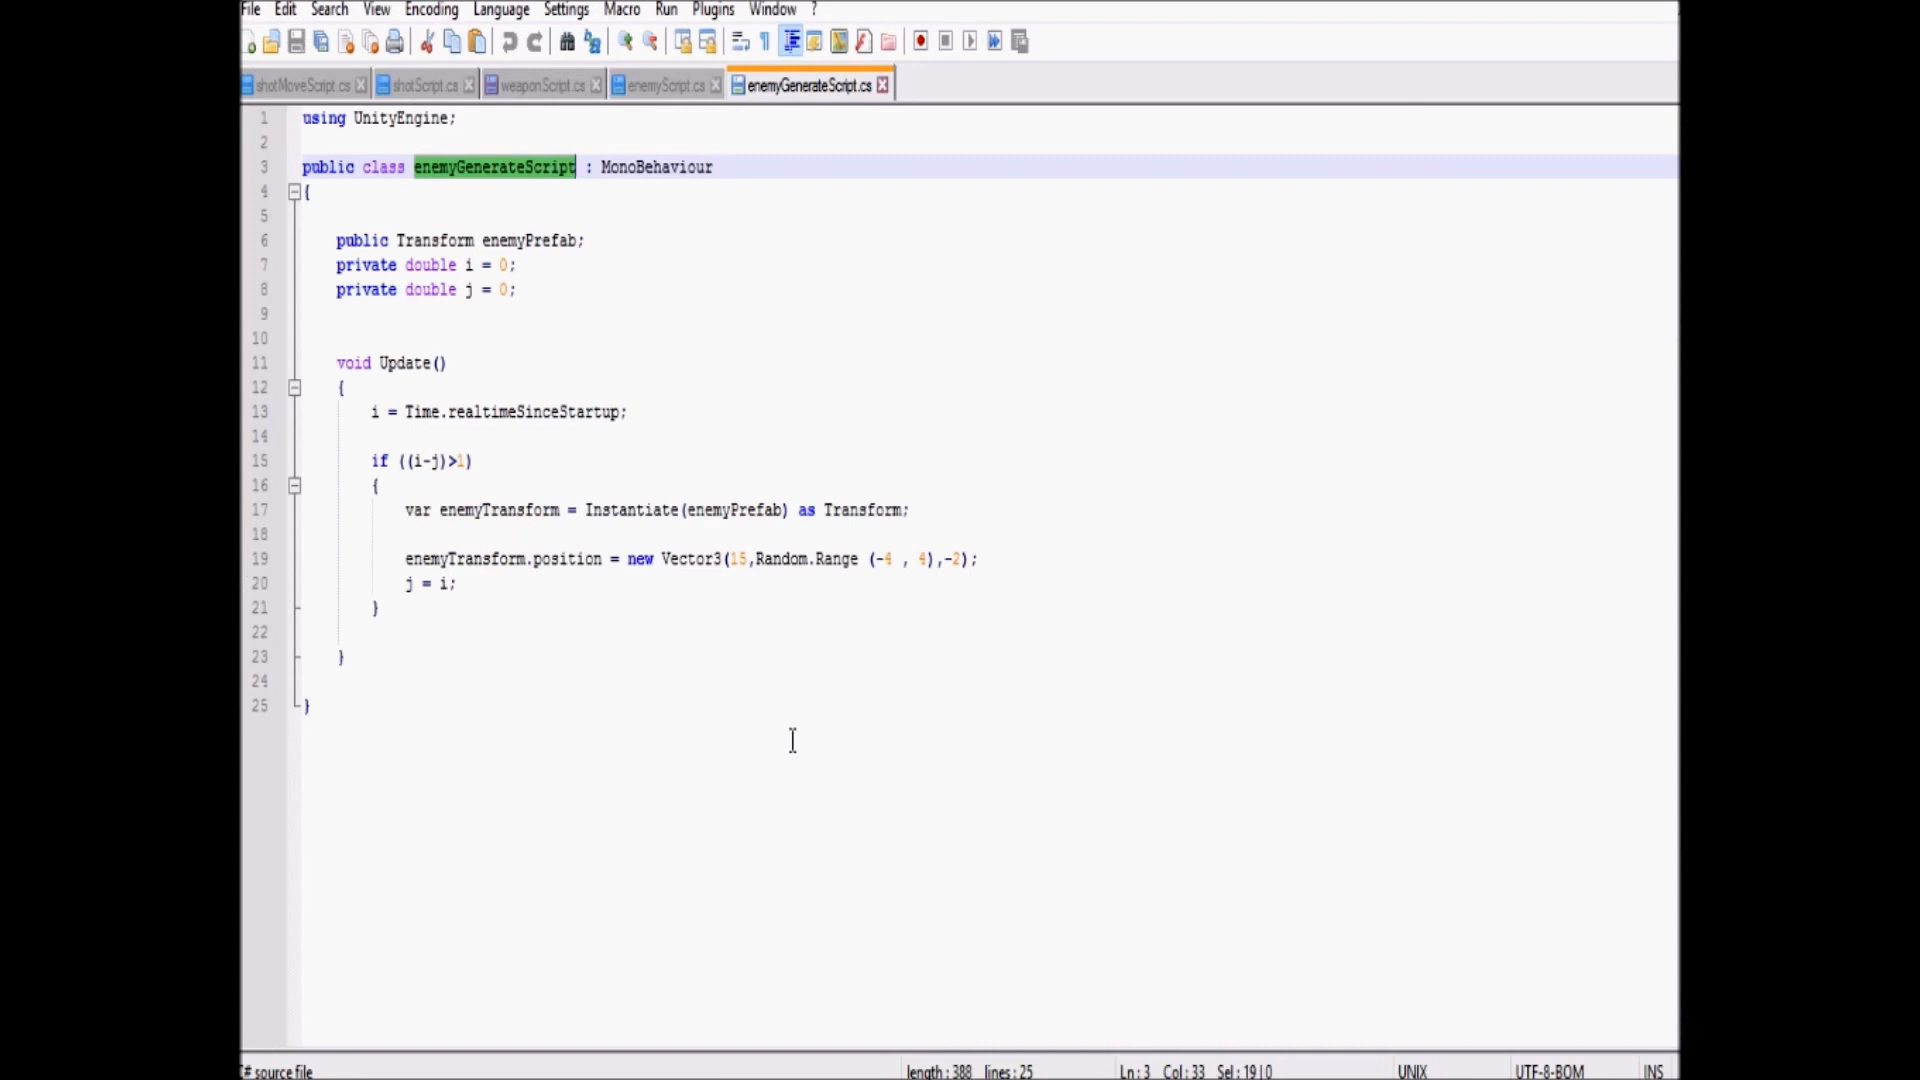 File Edit Search View Encoding Language Settings Macro Run Plugins Window ?
shotMoveScript.cs shotScript.cs weaponScript.cs enemyScript.cs enemyGenerateScript.cs
1 using UnityEngine;
2
3 public class enemyGenerateScript : MonoBehaviour
4 {
5
6 public Transform enemyPrefab;
7 private double i = 0;
8 private double j = 0;
9
10
11 void Update()
12 {
13 i = Time.realtimeSinceStartup;
14
15 if ((i-j)>1)
16 {
17 var enemyTransform = Instantiate(enemyPrefab) as Transform;
18
19 enemyTransform.position = new Vector3(15,Random.Range (-4 , 4),-2);
20 j = i;
21 }
22
23 }
24
25 }
C# source file length : 388 lines : 25 Ln : 3 Col : 33 Sel : 19 | 0 UNIX UTF-8-BOM INS